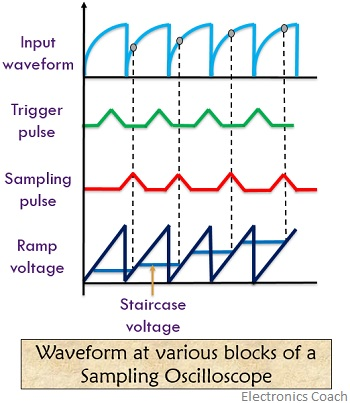 Input
waveform
Trigger
pulse
Sampling
pulse
Ramp
voltage
Staircase
voltage
Waveform at various blocks of a
Sampling Oscilloscope
Electronics Coach